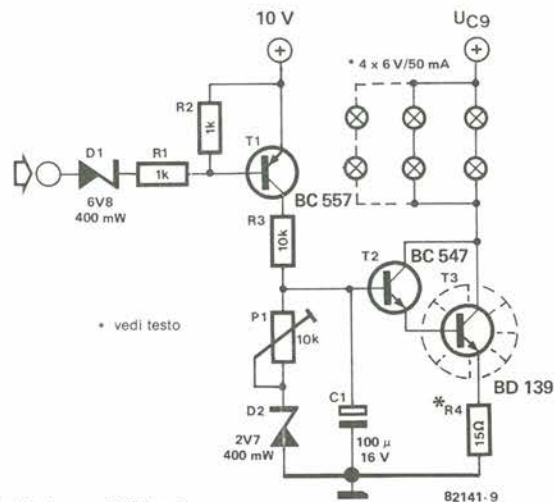 10 V
UC9
* 4 x 6 V/50 mA
R2
1k
D1
R1
1k
T1
6V8
400 mW
BC 557
R3
10k
T2
BC 547
T3
* vedi testo
P1
10k
BD 139
D2
C1
*R4
15Ω
2V7
400 mW
100 µ
16 V
82141-9